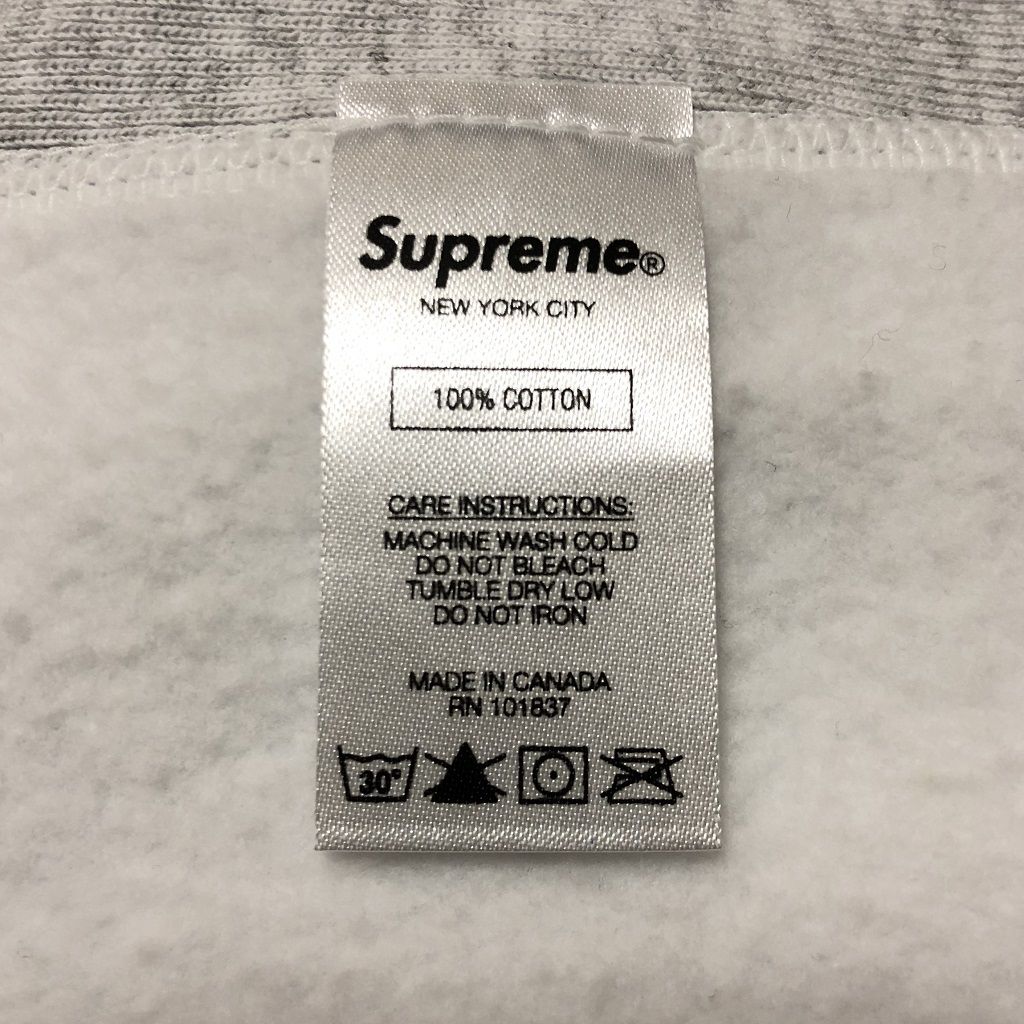 Supreme®
NEW YORK CITY
100% COTTON
CARE INSTRUCTIONS:
MACHINE WASH COLD
DO NOT BLEACH
TUMBLE DRY LOW
DO NOT IRON
MADE IN CANADA
RN 101837
30°